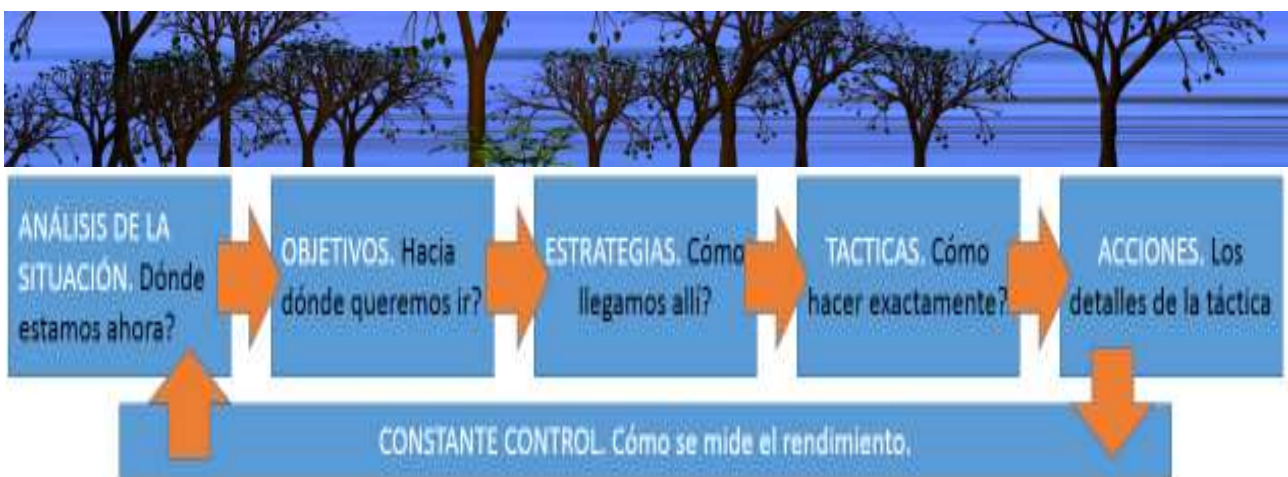 ANÁLISIS DE LA
SITUACIÓN. Dónde
estamos ahora?
OBJETIVOS. Hacia
dónde queremos ir?
ESTRATEGIAS. Cómo
llegamos allí?
TACTICAS. Cómo
hacer exactamente?
ACCIONES. Los
detalles de la táctica
CONSTANTE CONTROL. Cómo se mide el rendimiento.